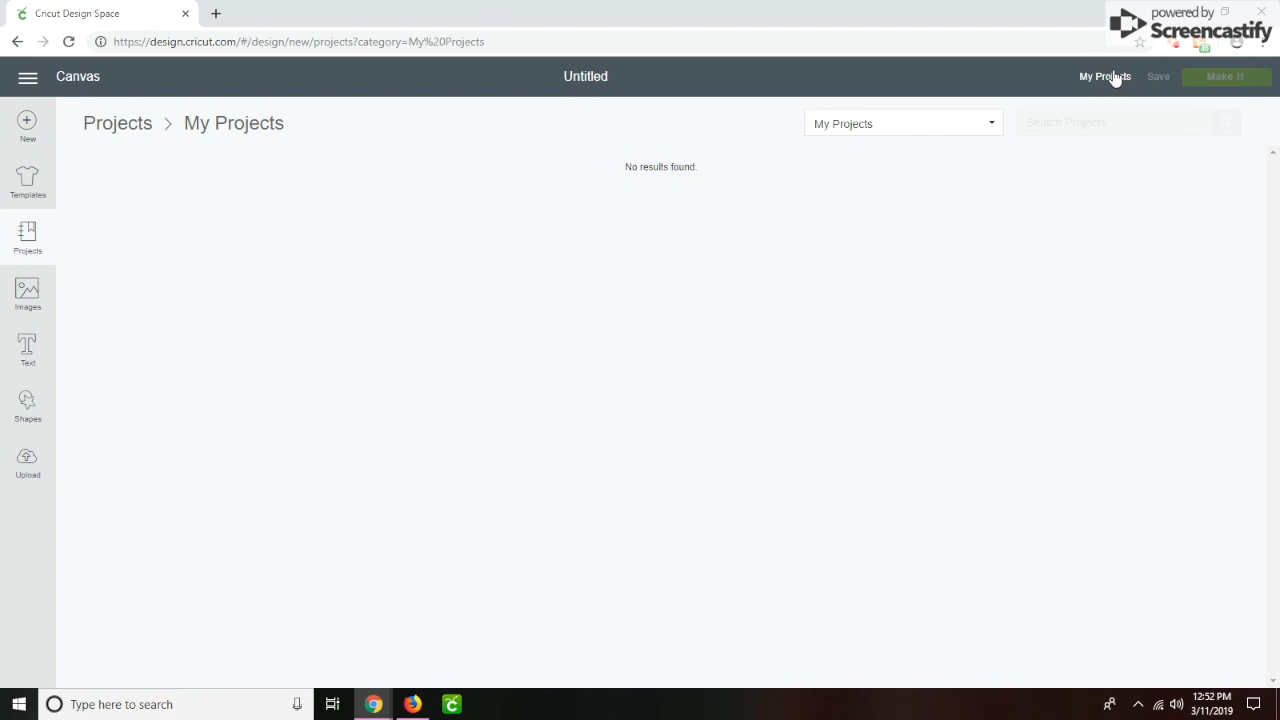 Cricut Design Space
powered by
Screencastify
https://design.cricut.com/#/design/new/projects?category=My%20Projects
Canvas
Untitled
My Projects
Save
Make It
New
Projects > My Projects
My Projects
Search Projects
No results found.
Templates
Projects
Images
Text
Shapes
Upload
Type here to search
12:52 PM
3/11/2019